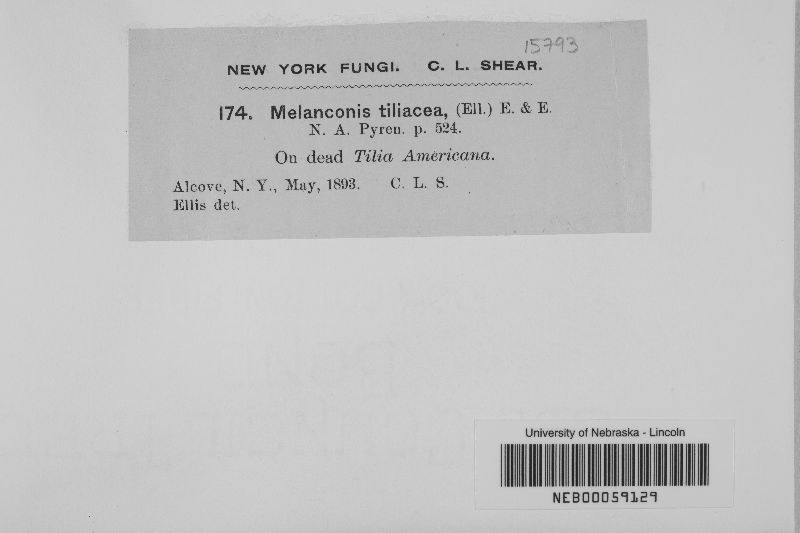 15793
NEW YORK FUNGI. C. L. SHEAR.
174. Melanconis tiliacea, (Ell.) E. & E.
N. A. Pyren. p. 524.
On dead Tilia Americana.
Alcove, N. Y., May, 1893. C. L. S.
Ellis det.
University of Nebraska - Lincoln
NEB00059129